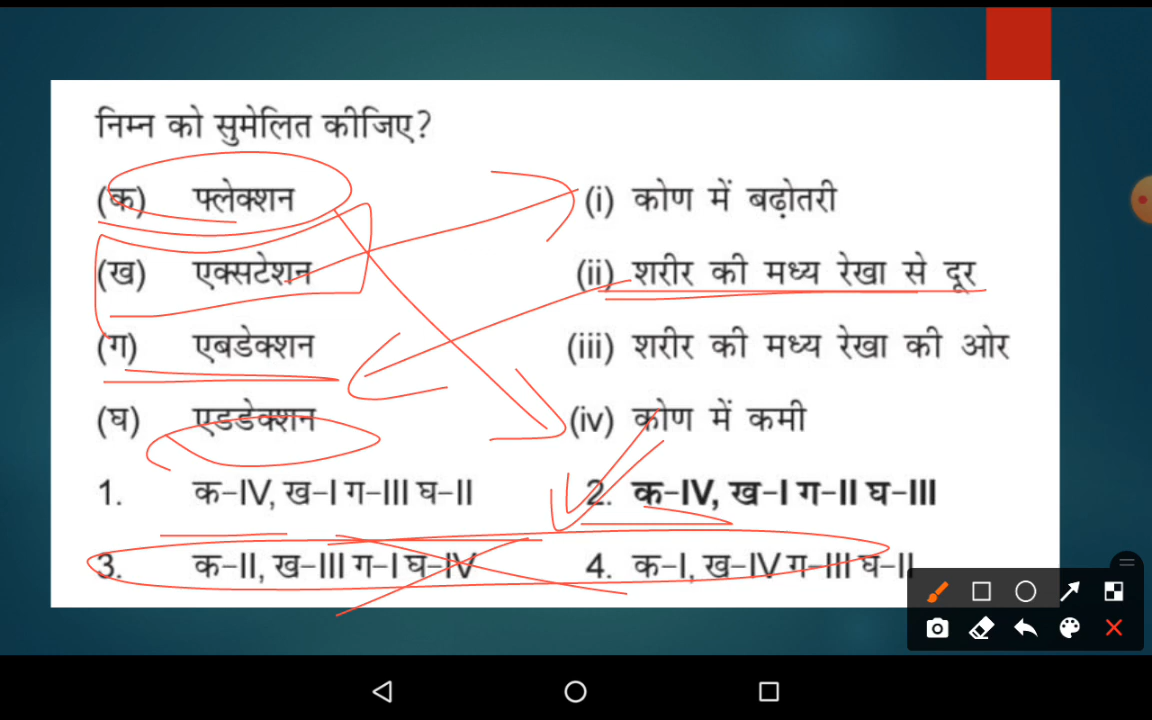 निम्न को सुमेलित कीजिए?
(क) फ्लेक्शन (i) कोण में बढ़ोतरी
(ख) एक्सटेशन (ii) शरीर की मध्य रेखा से दूर
(ग) एबडेक्शन (iii) शरीर की मध्य रेखा की ओर
(घ) एडडेक्शन (iv) कोण में कमी
1. क-IV, ख-I ग-III घ-II 2. क-IV, ख-I ग-II घ-III
3. क-II, ख-III ग-I घ-IV 4. क-I, ख-IV ग-III घ-II